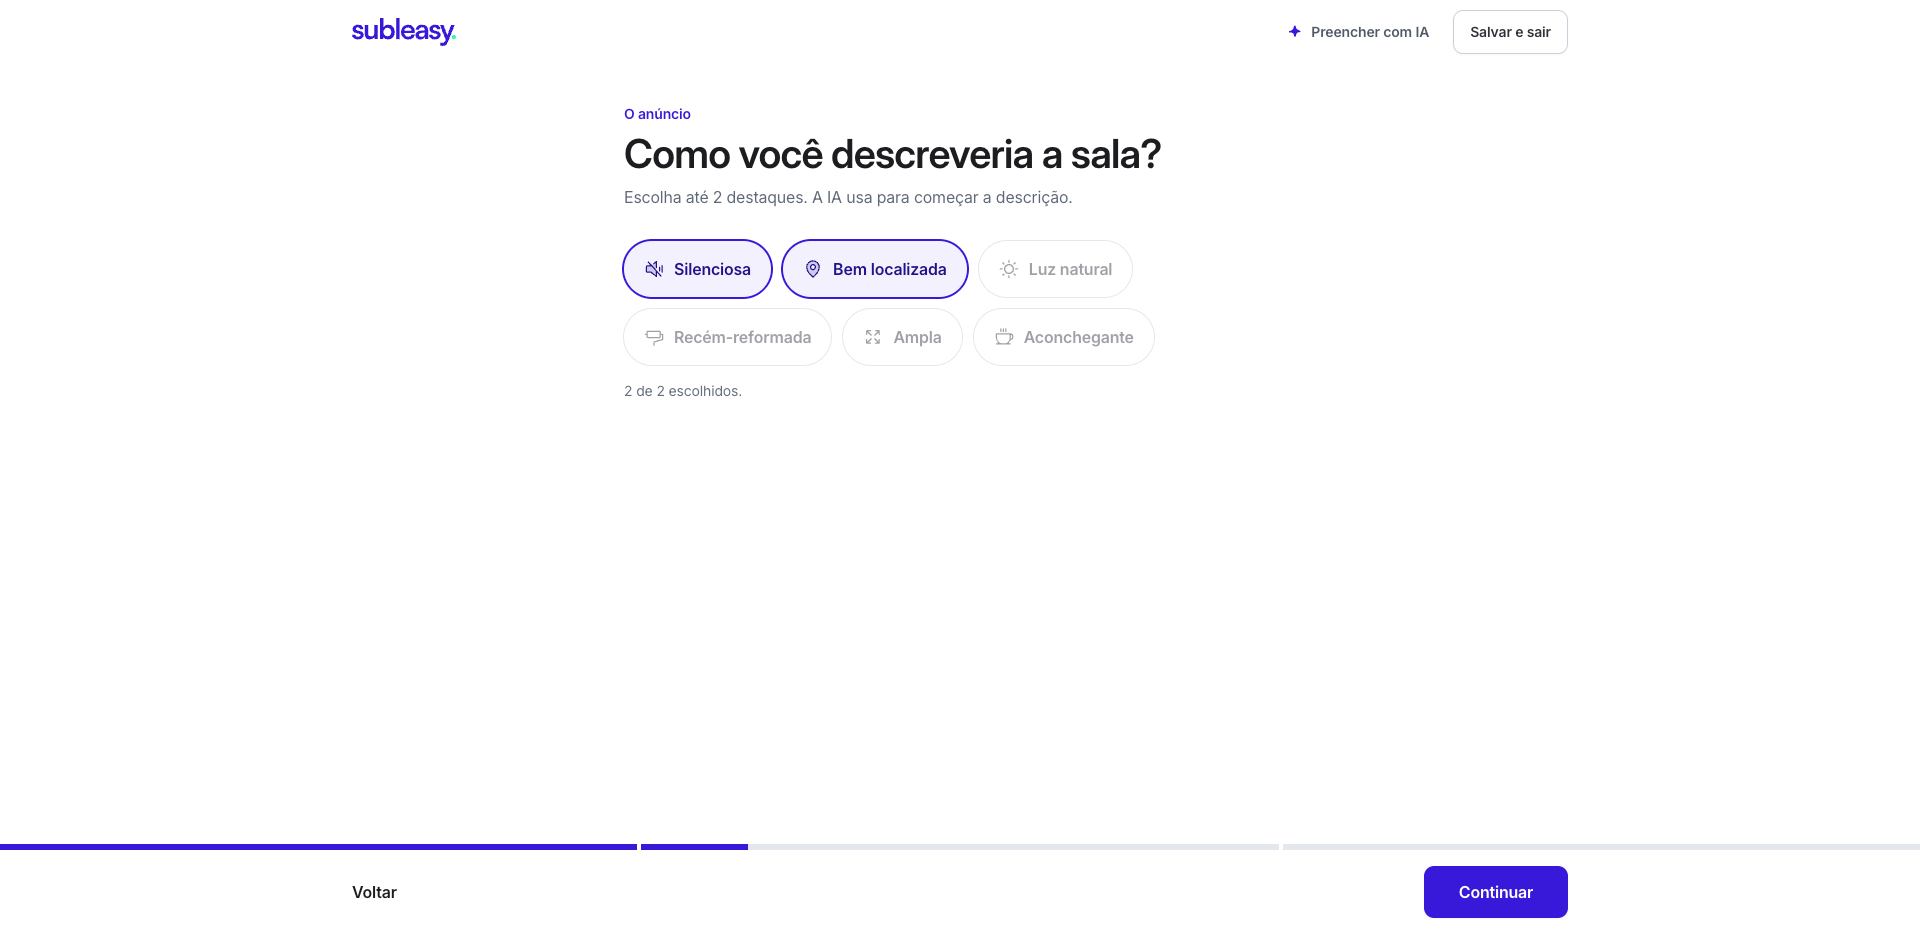 subleasy.
Preencher com IA
Salvar e sair
O anúncio
Como você descreveria a sala?
Escolha até 2 destaques. A IA usa para começar a descrição.
Silenciosa
Bem localizada
Luz natural
Recém-reformada
Ampla
Aconchegante
2 de 2 escolhidos.
Voltar
Continuar